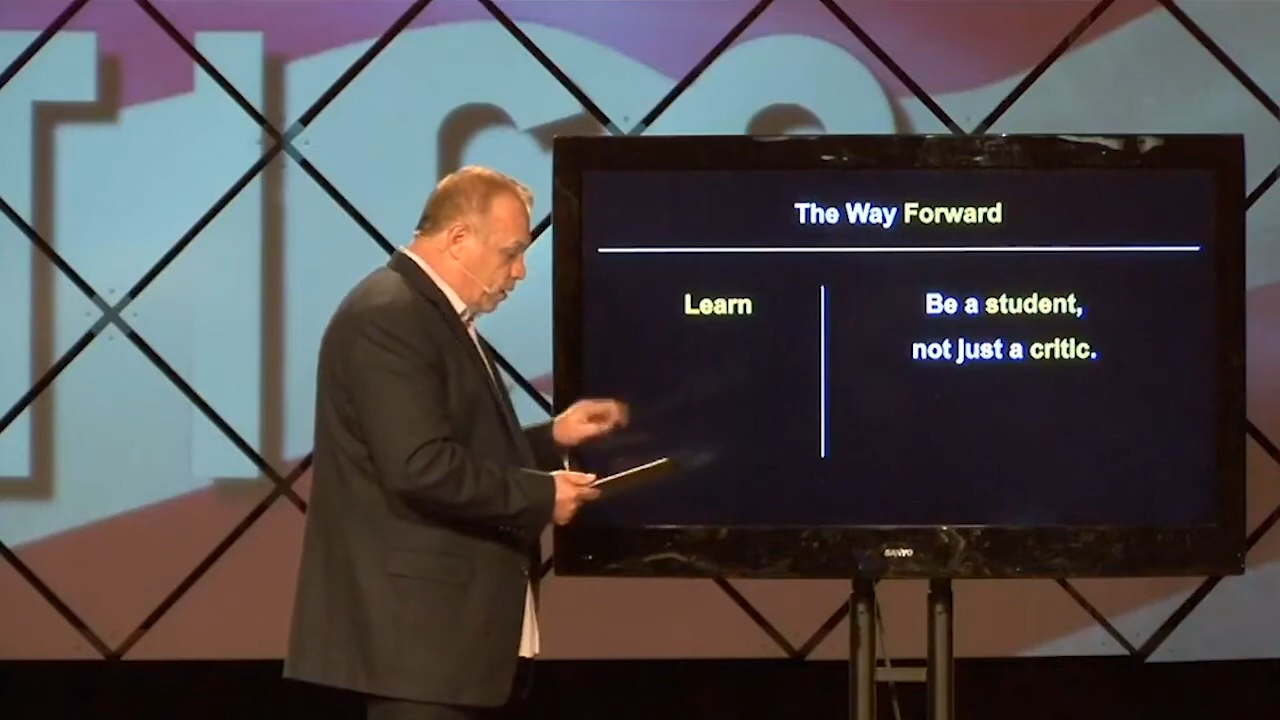 The Way Forward
Learn
Be a student,
not just a critic.
SANYO